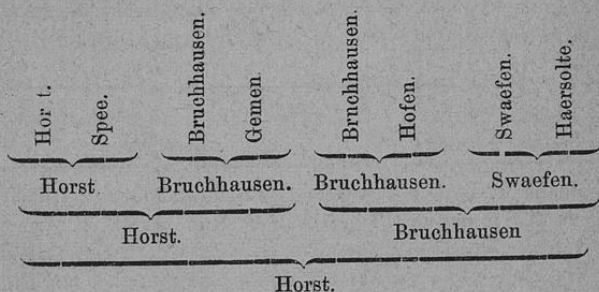 Hor t. Spee. Bruchhausen. Gemen Bruchhausen. Hofen. Swaefen. Haersolte.
Horst Bruchhausen. Bruchhausen. Swaefen.
Horst. Bruchhausen
Horst.